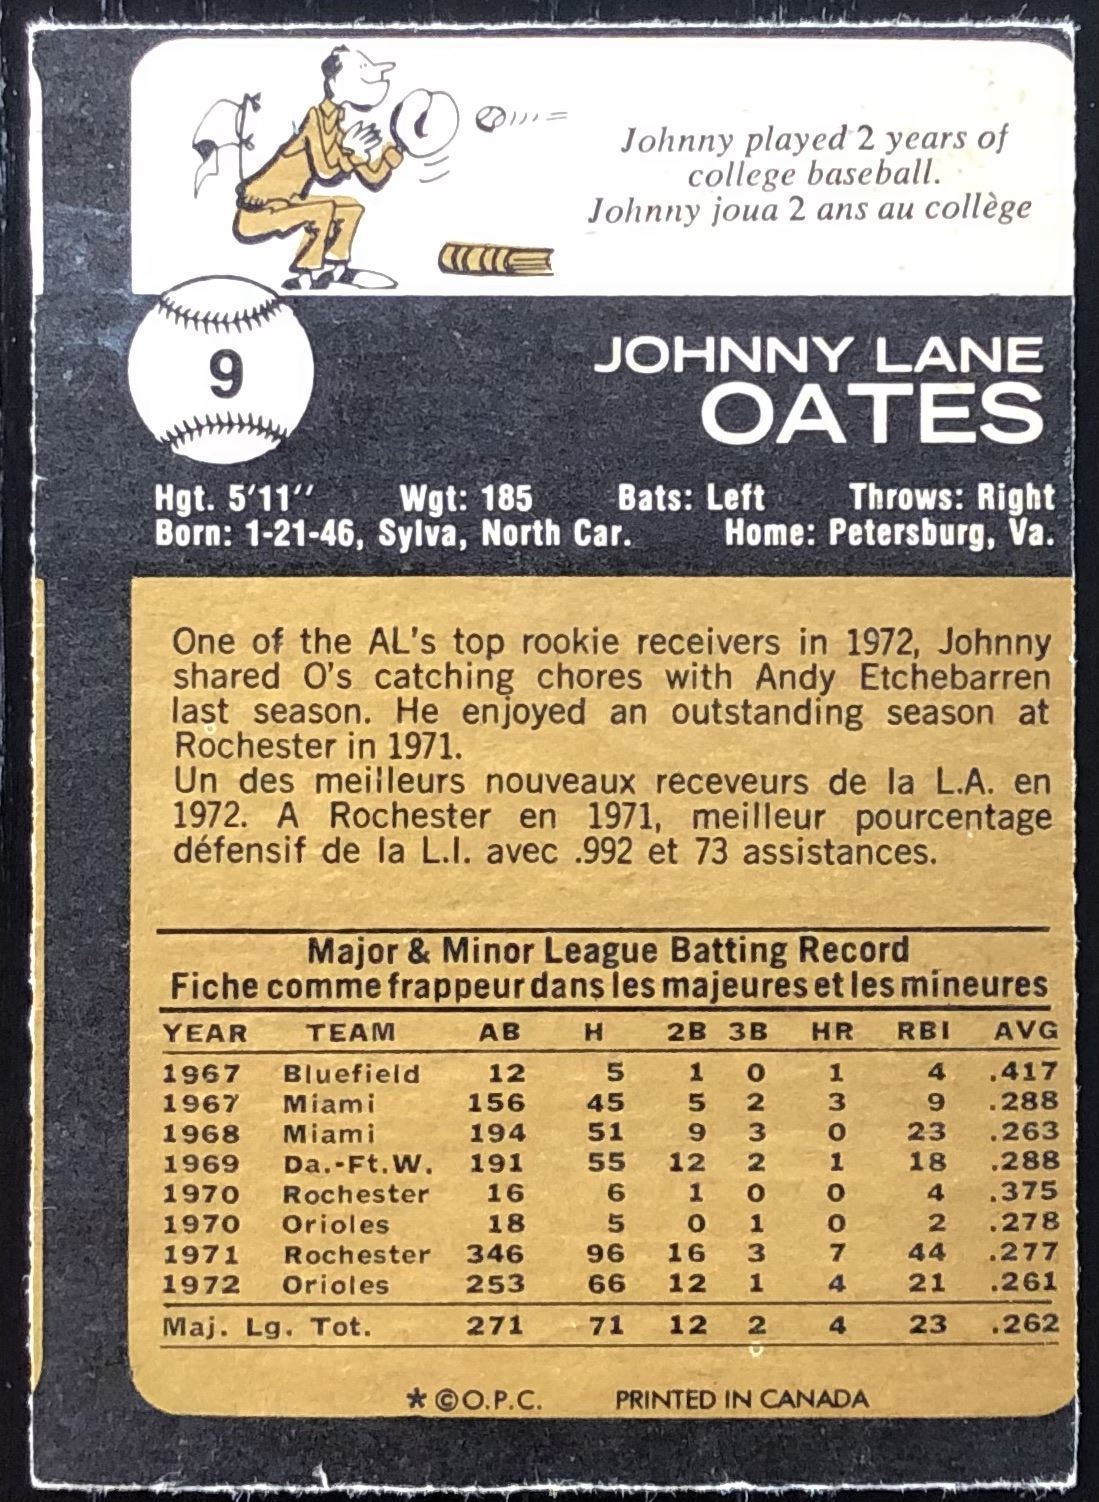 Johnny played 2 years of
college baseball.
Johnny joua 2 ans au collège
9
JOHNNY LANE
OATES
Hgt. 5'11'' Wgt: 185 Bats: Left Throws: Right
Born: 1-21-46, Sylva, North Car. Home: Petersburg, Va.
One of the AL's top rookie receivers in 1972, Johnny
shared O's catching chores with Andy Etchebarren
last season. He enjoyed an outstanding season at
Rochester in 1971.
Un des meilleurs nouveaux receveurs de la L.A. en
1972. A Rochester en 1971, meilleur pourcentage
défensif de la L.I. avec .992 et 73 assistances.
Major & Minor League Batting Record
Fiche comme frappeur dans les majeures et les mineures
YEAR TEAM AB H 2B 3B HR RBI AVG
1967 Bluefield 12 5 1 0 1 4 .417
1967 Miami 156 45 5 2 3 9 .288
1968 Miami 194 51 9 3 0 23 .263
1969 Da.-Ft.W. 191 55 12 2 1 18 .288
1970 Rochester 16 6 1 0 0 4 .375
1970 Orioles 18 5 0 1 0 2 .278
1971 Rochester 346 96 16 3 7 44 .277
1972 Orioles 253 66 12 1 4 21 .261
Maj. Lg. Tot. 271 71 12 2 4 23 .262
* ©O.P.C. PRINTED IN CANADA